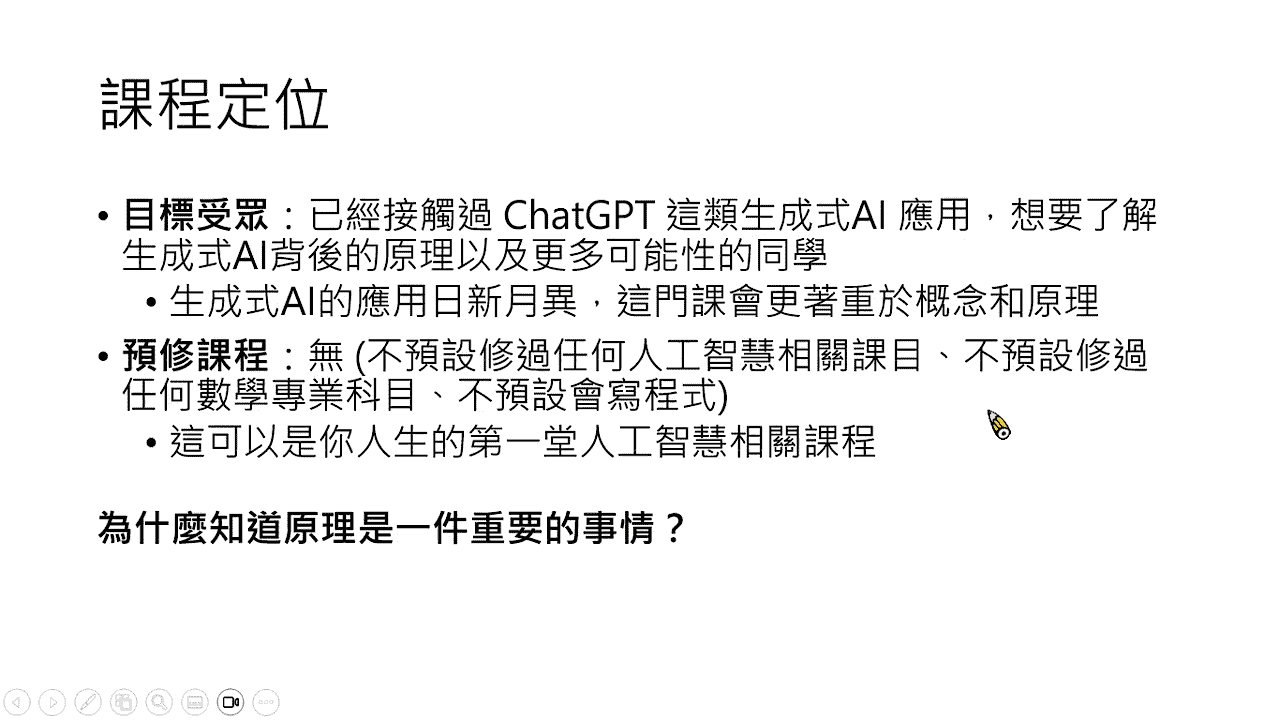 課程定位
• 目標受眾：已經接觸過 ChatGPT 這類生成式AI 應用，想要了解
生成式AI背後的原理以及更多可能性的同學
• 生成式AI的應用日新月異，這門課會更著重於概念和原理
• 預修課程：無 (不預設修過任何人工智慧相關課目、不預設修過
任何數學專業科目、不預設會寫程式)
• 這可以是你人生的第一堂人工智慧相關課程
為什麼知道原理是一件重要的事情？